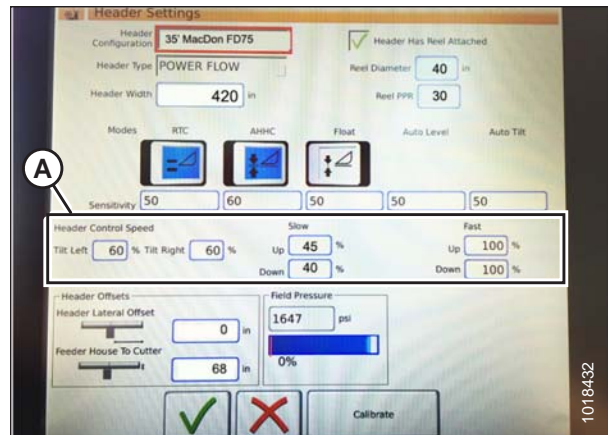 Header Settings
Header Configuration 35' MacDon FD75
Header Has Reel Attached
Header Type POWER FLOW
Reel Diameter 40 in
Header Width 420 in
Reel PPR 30
Modes RTC AHHC Float Auto Level Auto Tilt
A
Sensitivity 50 60 50 50 50
Header Control Speed Slow Fast
Tilt Left 60 % Tilt Right 60 % Up 45 % Up 100 %
Down 40 % Down 100 %
Header Offsets
Field Pressure
Header Lateral Offset
0 in
1647 psi
Feeder House To Cutter
68 in
0%
Calibrate
1018432